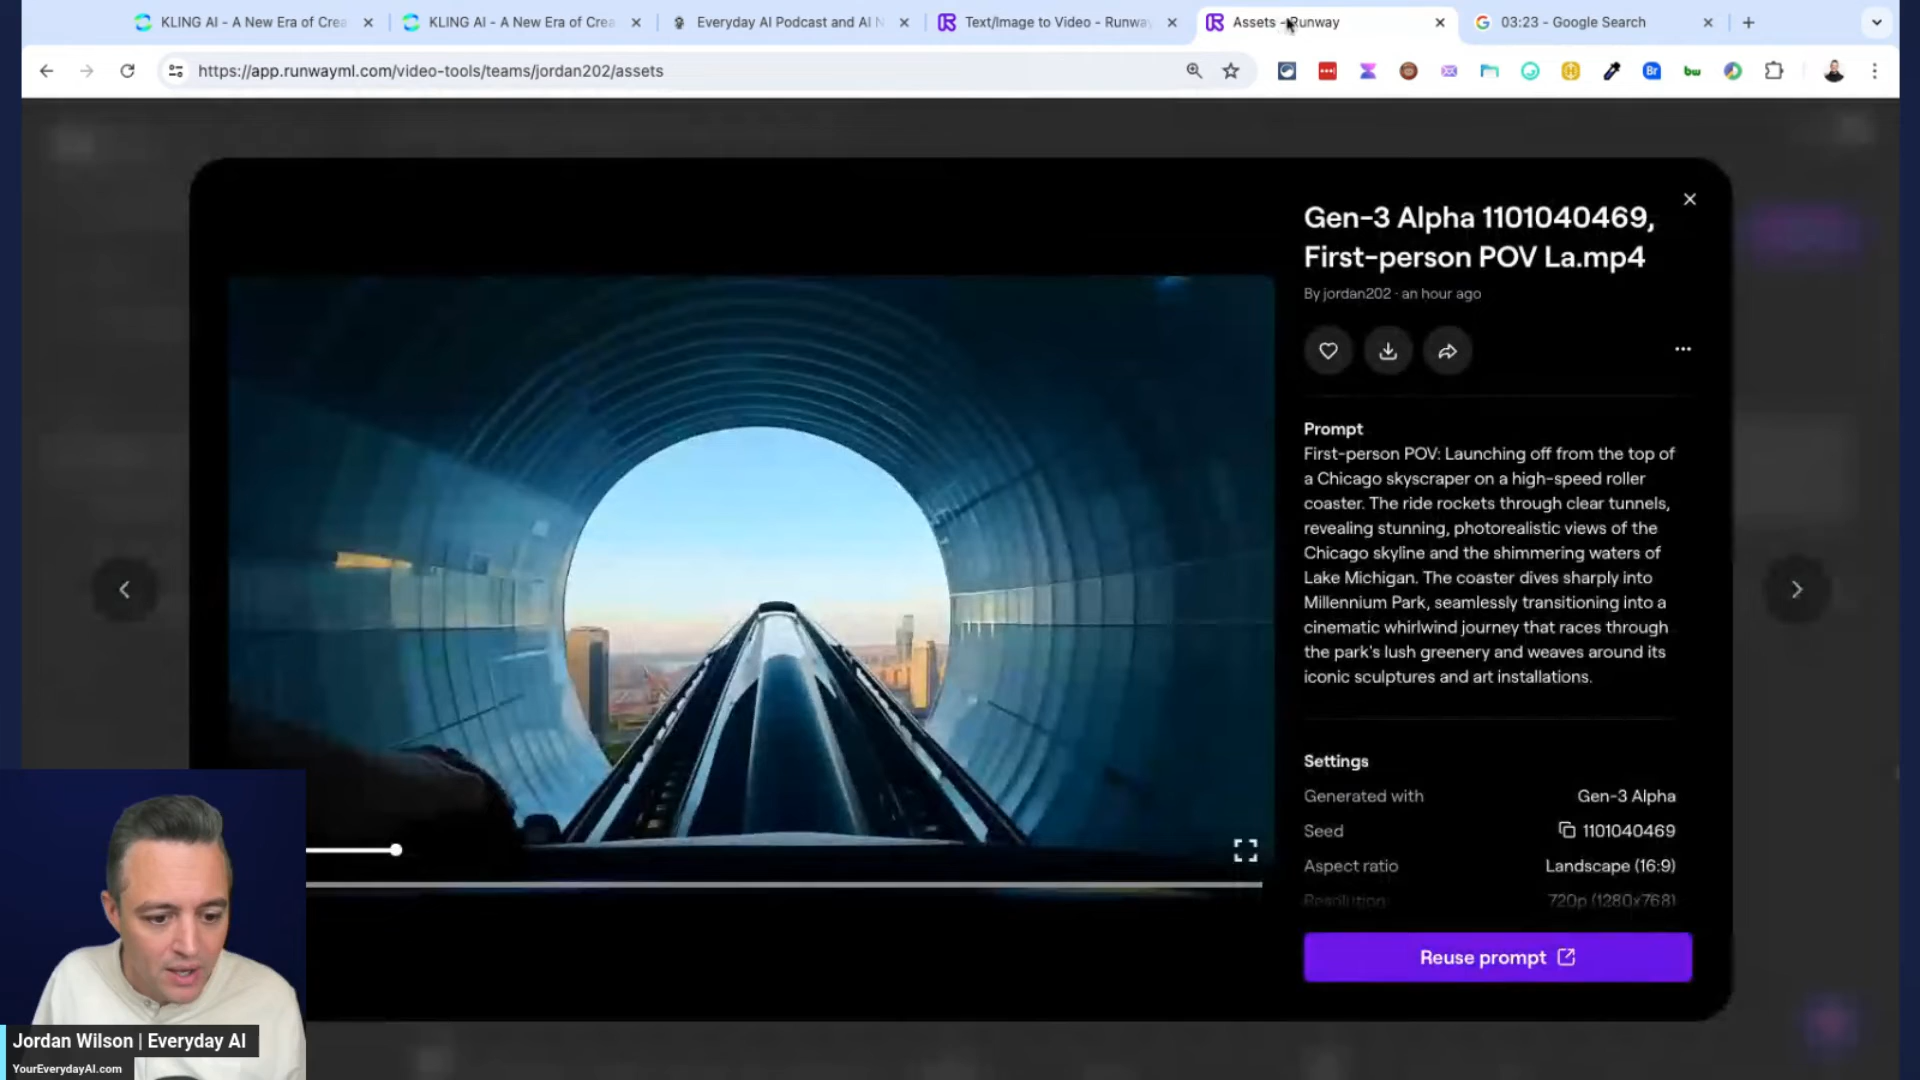 KLING AI - A New Era of Crea
KLING AI - A New Era of Crea
Everyday AI Podcast and AI N
Text/Image to Video - Runway
Assets - Runway
03:23 - Google Search
https://app.runwayml.com/video-tools/teams/jordan202/assets
Br
bw
Gen-3 Alpha 1101040469,
First-person POV La.mp4
By jordan202 · an hour ago
Prompt
First-person POV: Launching off from the top of
a Chicago skyscraper on a high-speed roller
coaster. The ride rockets through clear tunnels,
revealing stunning, photorealistic views of the
Chicago skyline and the shimmering waters of
Lake Michigan. The coaster dives sharply into
Millennium Park, seamlessly transitioning into a
cinematic whirlwind journey that races through
the park's lush greenery and weaves around its
iconic sculptures and art installations.
Settings
Generated with Gen-3 Alpha
Seed 1101040469
Aspect ratio Landscape (16:9)
Resolution 720p (1280x768)
Reuse prompt
Jordan Wilson | Everyday AI
YourEverydayAI.com